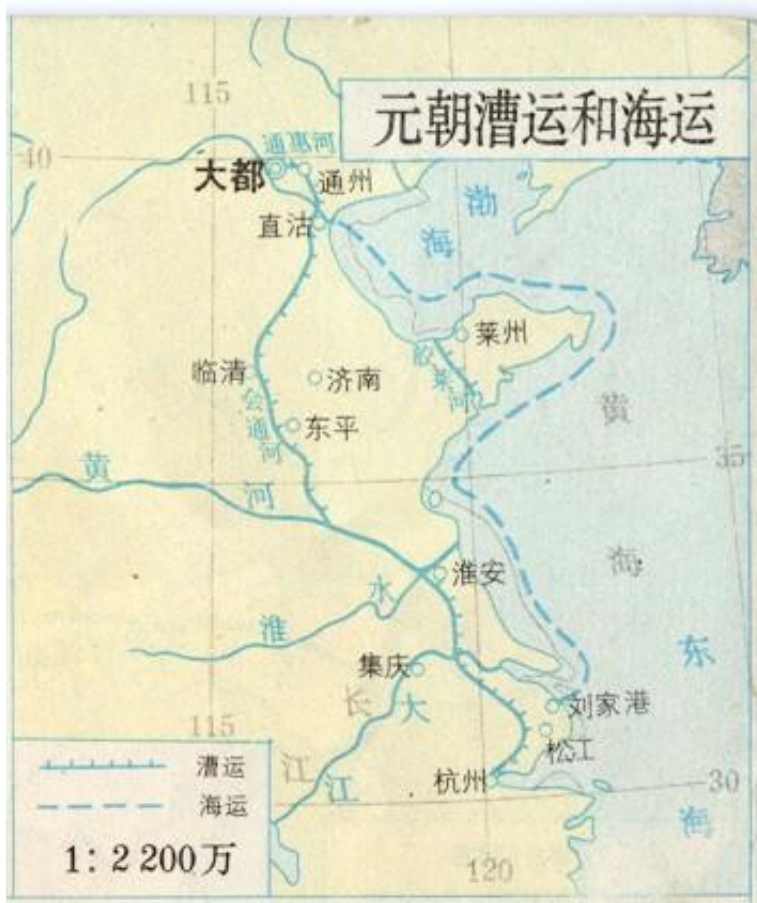 元朝漕运和海运
115
40
通惠河
大都
通州
直沽
渤
海
莱州
胶莱河
临清
济南
会通河
东平
黄
河
黄
35
海
淮安
水
淮
东
集庆
长
大
刘家港
115
松江
江
江
杭州
30
海
120
漕运
海运
1:2 200万